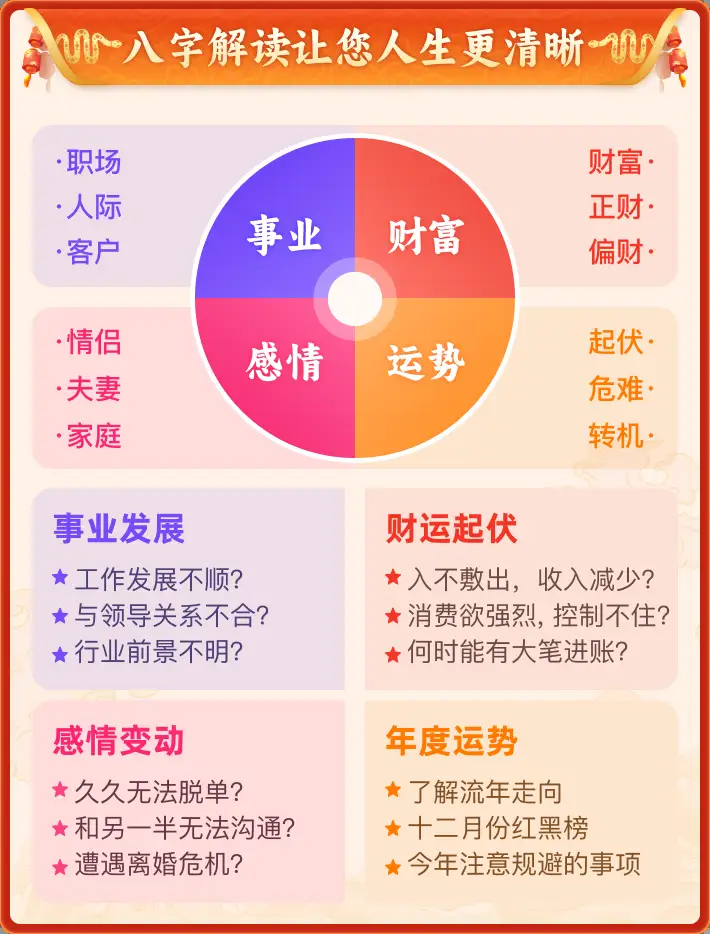 八字解读让您人生更清晰
·职场
·人际
·客户
财富·
正财·
偏财·
事业
财富
感情
运势
·情侣
·夫妻
·家庭
起伏·
危难·
转机·
事业发展
工作发展不顺?
与领导关系不合?
行业前景不明?
财运起伏
入不敷出，收入减少?
消费欲强烈, 控制不住?
何时能有大笔进账?
感情变动
久久无法脱单?
和另一半无法沟通?
遭遇离婚危机?
年度运势
了解流年走向
十二月份红黑榜
今年注意规避的事项